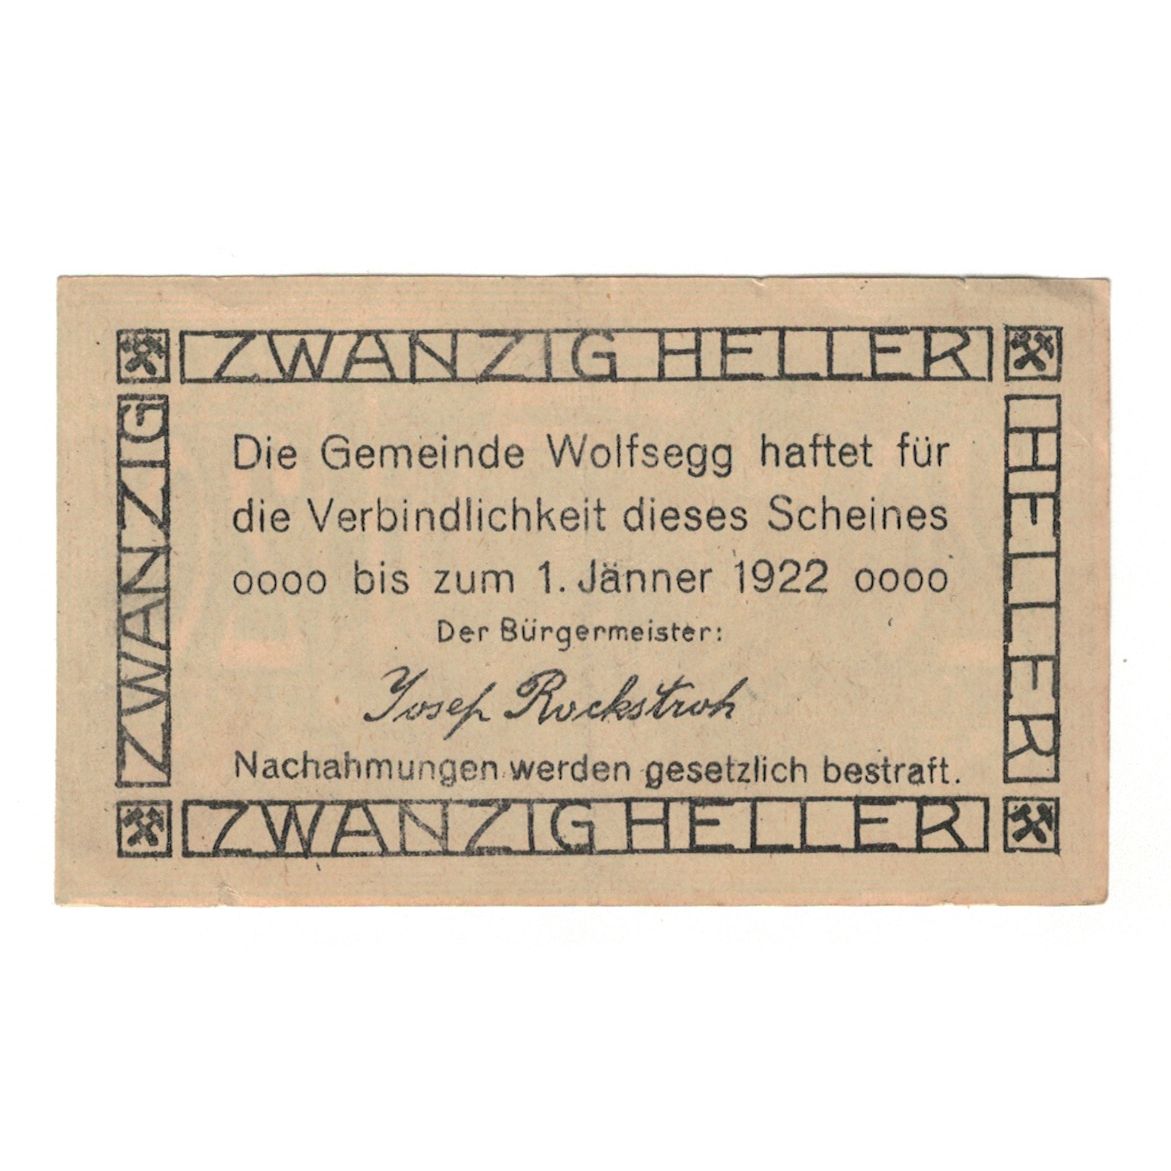 ZWANZIG HELLER
ZWANZIG
HELLER
Die Gemeinde Wolfsegg haftet für
die Verbindlichkeit dieses Scheines
oooo bis zum 1. Jänner 1922 oooo
Der Bürgermeister:
Josef Rockstroh
Nachahmungen werden gesetzlich bestraft.
ZWANZIG HELLER